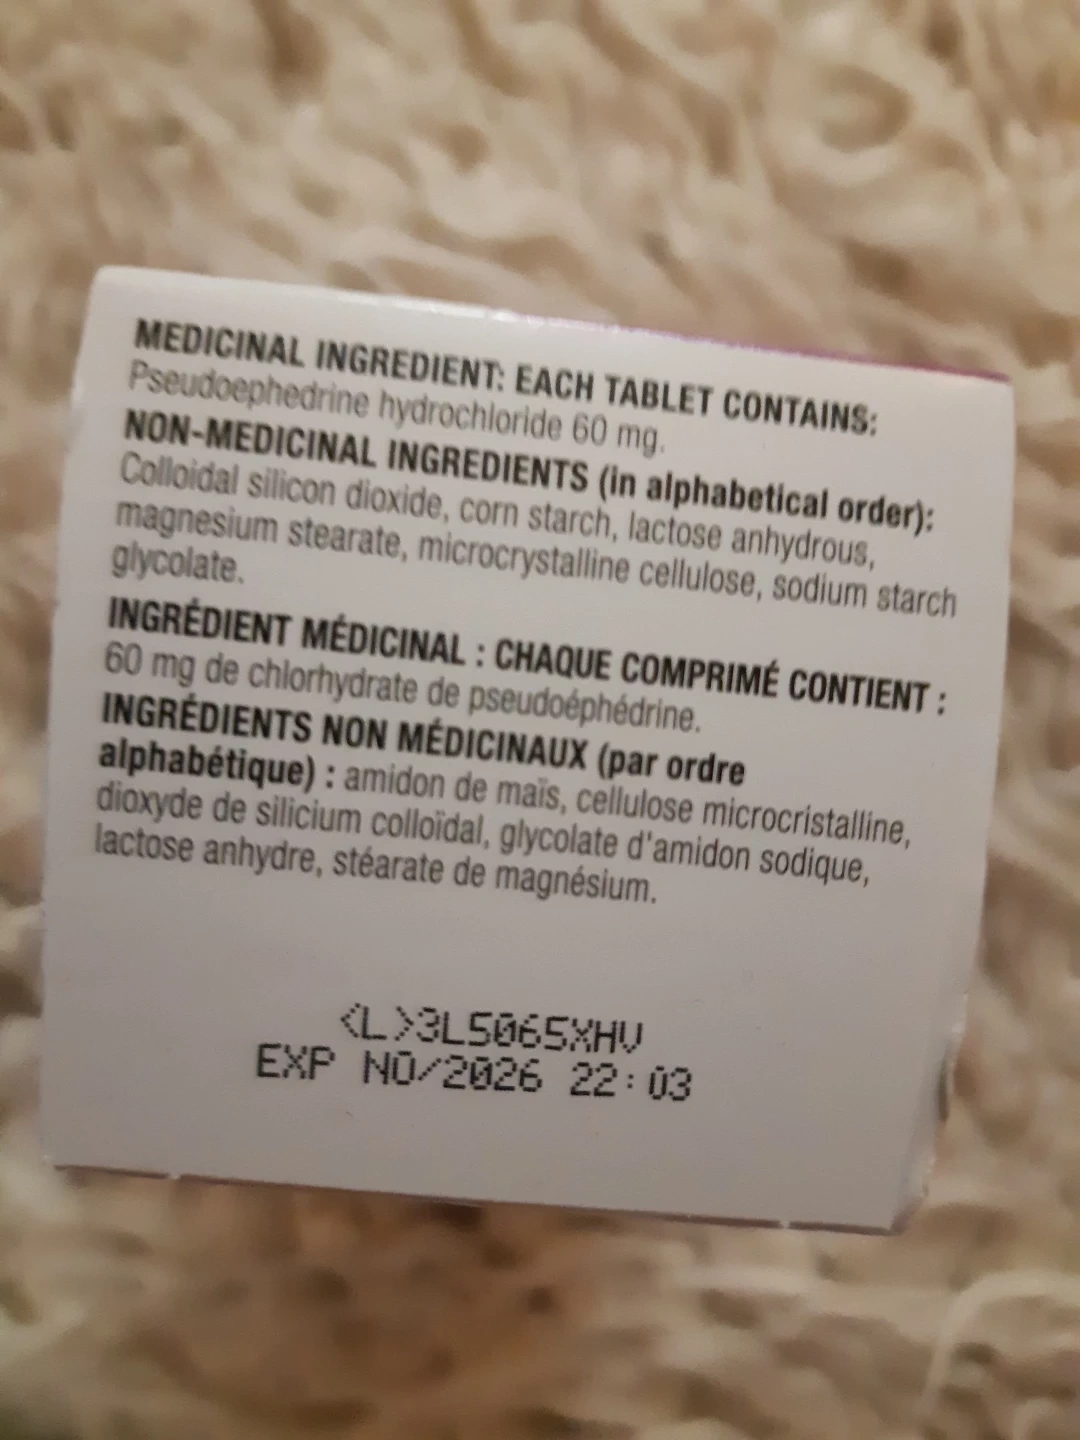 MEDICINAL INGREDIENT: EACH TABLET CONTAINS:
Pseudoephedrine hydrochloride 60 mg.
NON-MEDICINAL INGREDIENTS (in alphabetical order):
Colloidal silicon dioxide, corn starch, lactose anhydrous,
magnesium stearate, microcrystalline cellulose, sodium starch
glycolate.
INGRÉDIENT MÉDICINAL : CHAQUE COMPRIMÉ CONTIENT :
60 mg de chlorhydrate de pseudoéphédrine.
INGRÉDIENTS NON MÉDICINAUX (par ordre
alphabétique) : amidon de maïs, cellulose microcristalline,
dioxyde de silicium colloïdal, glycolate d'amidon sodique,
lactose anhydre, stéarate de magnésium.
<L>3L5065XHV
EXP NO/2026 22:03